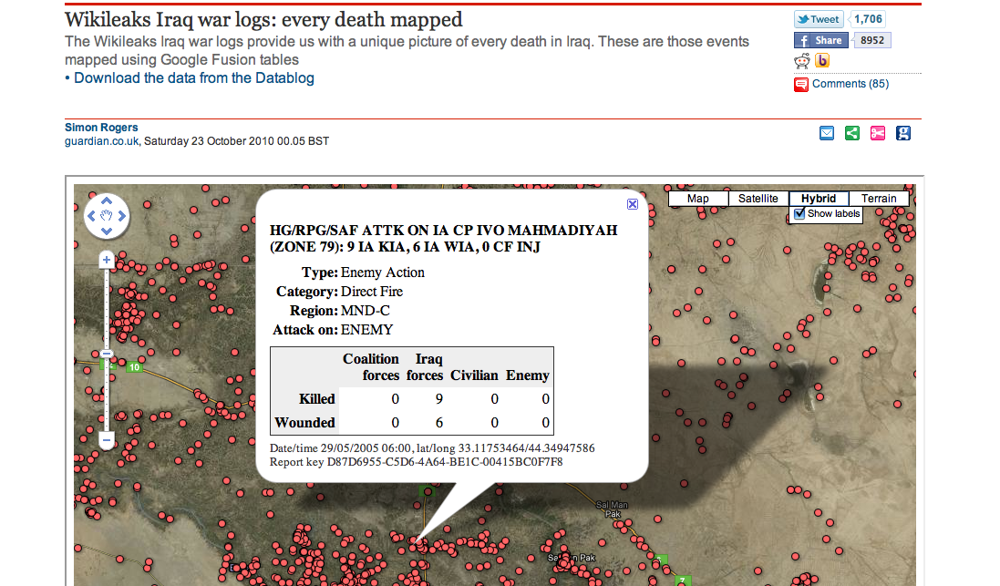 Wikileaks Iraq war logs: every death mapped
The Wikileaks Iraq war logs provide us with a unique picture of every death in Iraq. These are those events
mapped using Google Fusion tables
• Download the data from the Datablog
Tweet 1,706
f Share 8952
b
Comments (85)
Simon Rogers
guardian.co.uk, Saturday 23 October 2010 00.05 BST
g
Map Satellite Hybrid Terrain
Show labels
HG/RPG/SAF ATTK ON IA CP IVO MAHMADIYAH
(ZONE 79): 9 IA KIA, 6 IA WIA, 0 CF INJ
Type: Enemy Action
Category: Direct Fire
Region: MND-C
Attack on: ENEMY
Coalition Iraq
forces forces Civilian Enemy
Killed 0 9 0 0
Wounded 0 6 0 0
Date/time 29/05/2005 06:00, lat/long 33.11753464/44.34947586
Report key D87D6955-C5D6-4A64-BE1C-00415BC0F7F8
10
Sal Man
Pak
7